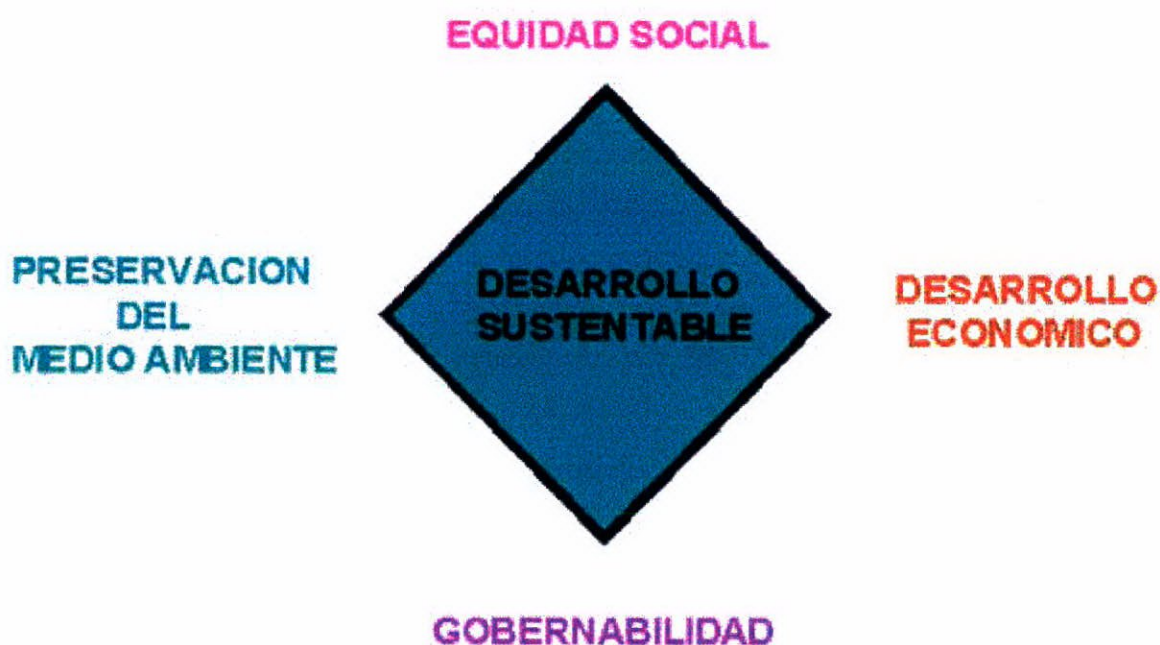 EQUIDAD SOCIAL
PRESERVACION
DEL
MEDIO AMBIENTE
DESARROLLO
SUSTENTABLE
DESARROLLO
ECONOMICO
GOBERNABILIDAD